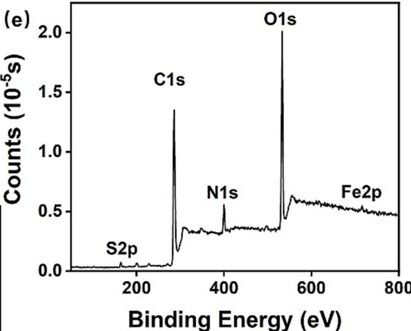 (e)
O1s
C1s
N1s
Fe2p
S2p
Counts (10⁻⁵s)
2.0
1.5
1.0
0.5
0.0
200 400 600 800
Binding Energy (eV)